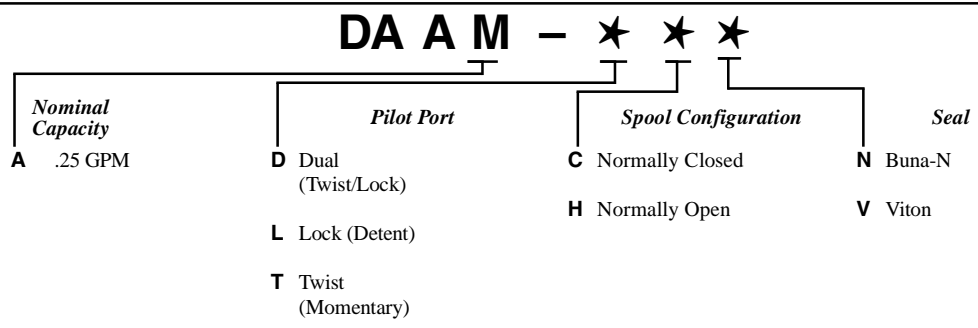 DA A M – ★ ★ ★
Nominal
Capacity
A .25 GPM
Pilot Port
D Dual
(Twist/Lock)
L Lock (Detent)
T Twist
(Momentary)
Spool Configuration
C Normally Closed
H Normally Open
Seal
N Buna-N
V Viton